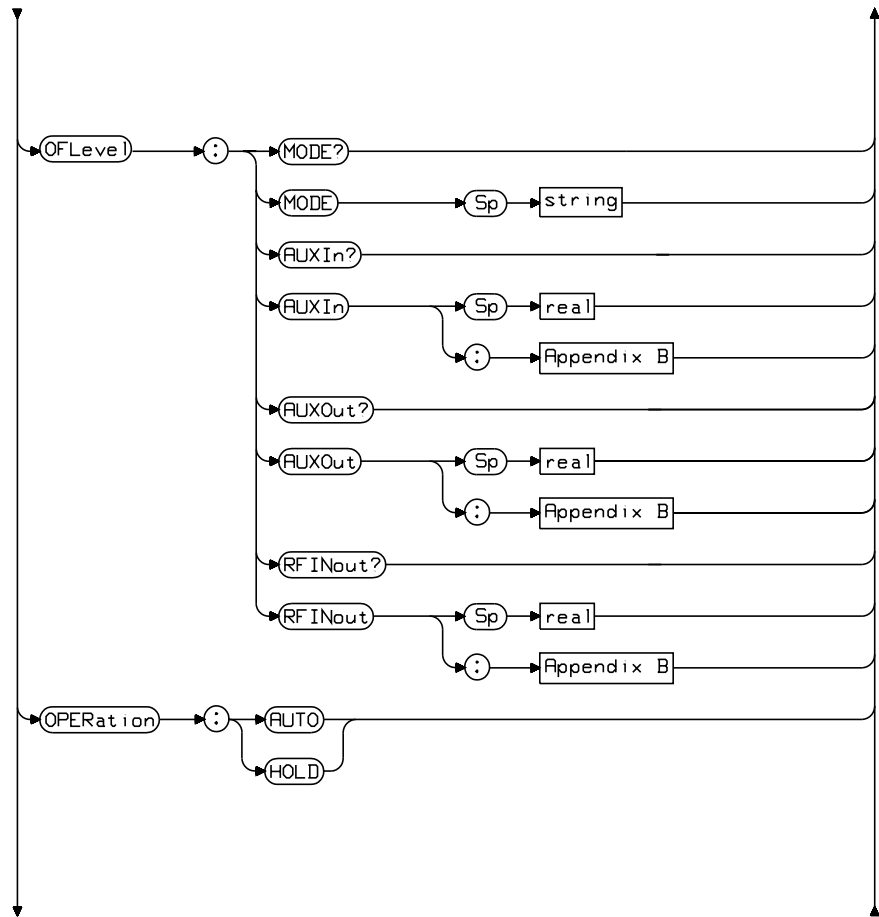 OFLevel : MODE?
MODE Sp string
AUXIn?
AUXIn Sp real
: Appendix B
AUXOut?
AUXOut Sp real
: Appendix B
RFINout?
RFINout Sp real
: Appendix B
OPERation : AUTO
HOLD